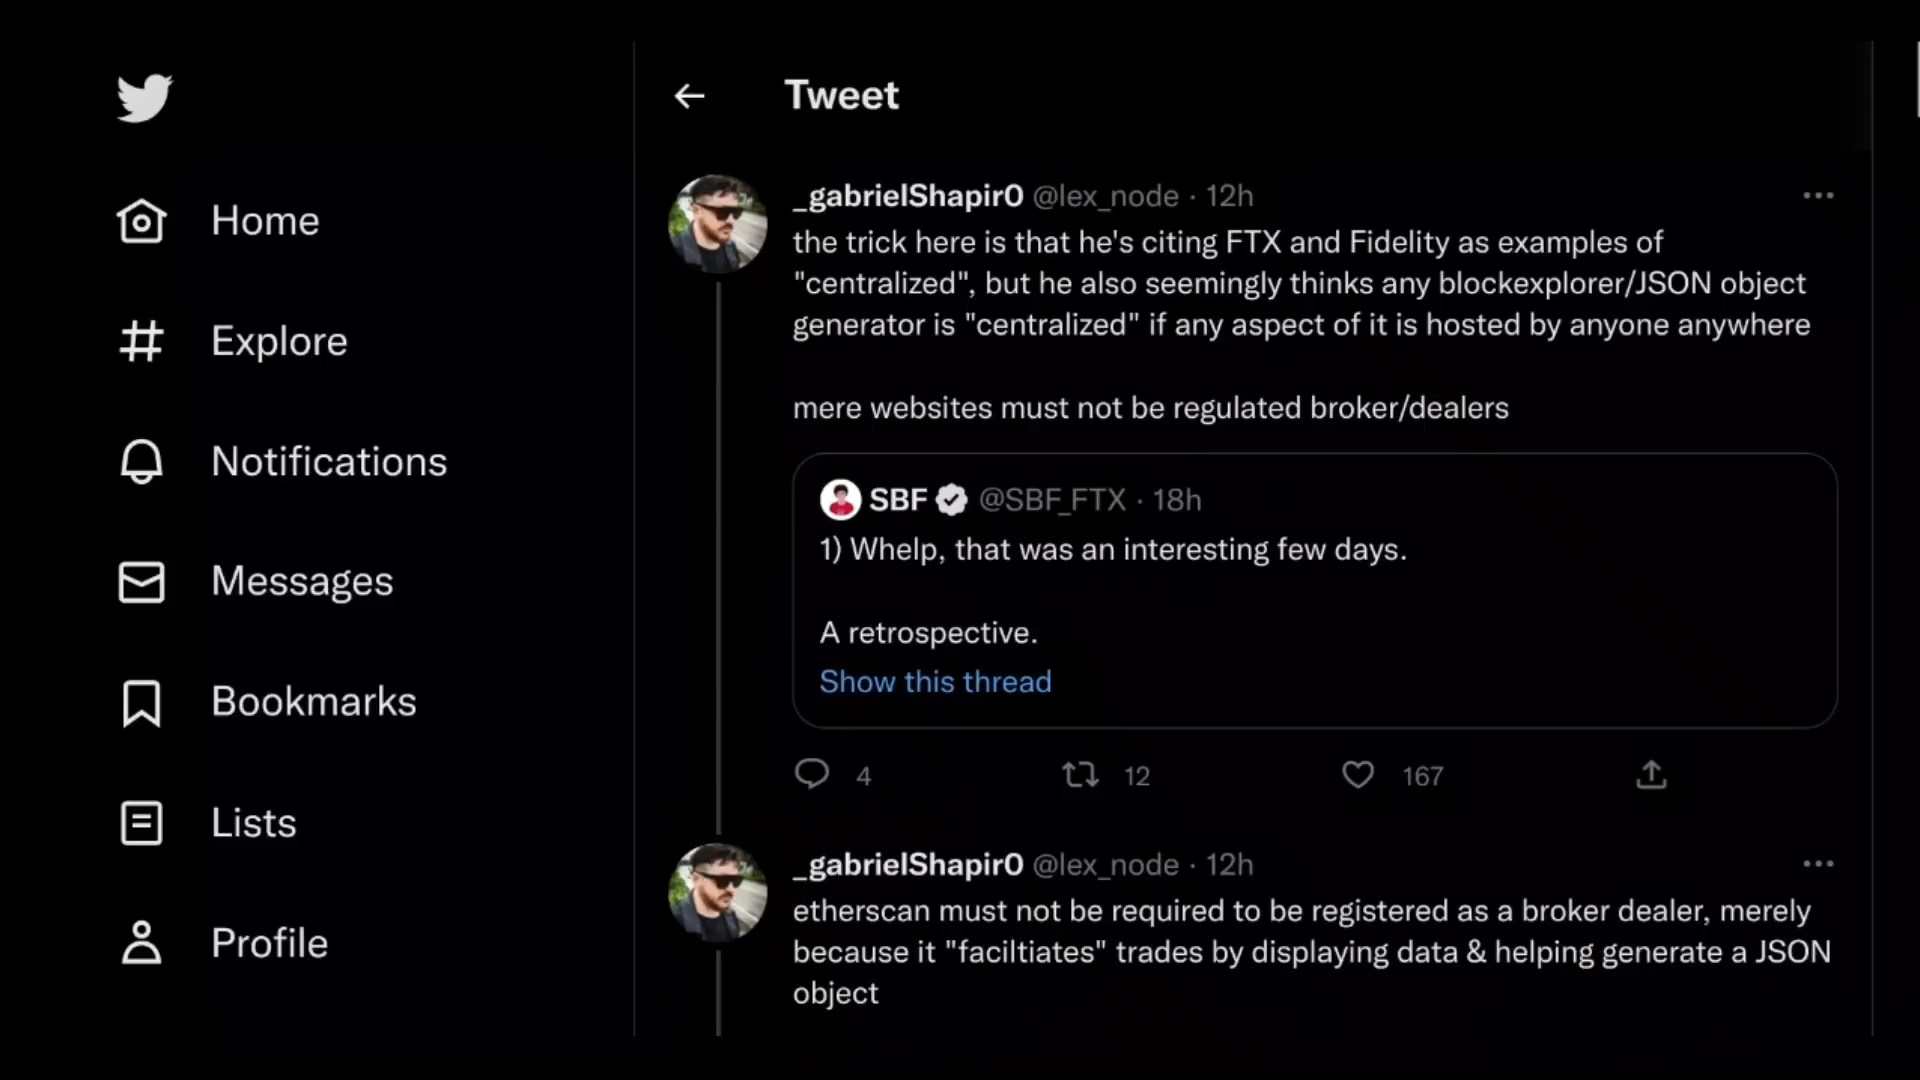 Home
Explore
Notifications
Messages
Bookmarks
Lists
Profile
Tweet
_gabrielShapir0 @lex_node · 12h
the trick here is that he's citing FTX and Fidelity as examples of
"centralized", but he also seemingly thinks any blockexplorer/JSON object
generator is "centralized" if any aspect of it is hosted by anyone anywhere
mere websites must not be regulated broker/dealers
SBF @SBF_FTX · 18h
1) Whelp, that was an interesting few days.
A retrospective.
Show this thread
4 12 167
_gabrielShapir0 @lex_node · 12h
etherscan must not be required to be registered as a broker dealer, merely
because it "faciltiates" trades by displaying data & helping generate a JSON
object